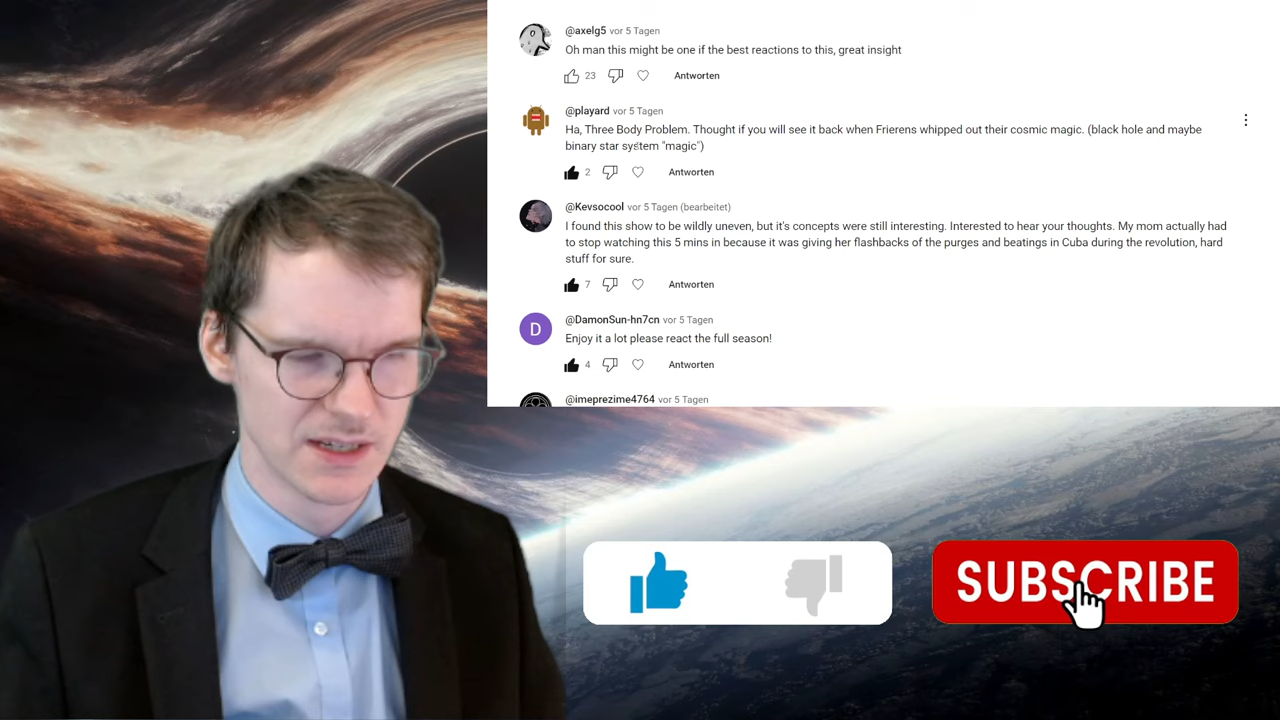 @axelg5 vor 5 Tagen
Oh man this might be one if the best reactions to this, great insight
23 Antworten
@playard vor 5 Tagen
Ha, Three Body Problem. Thought if you will see it back when Frierens whipped out their cosmic magic. (black hole and maybe
binary star system "magic")
2 Antworten
@Kevsocool vor 5 Tagen (bearbeitet)
I found this show to be wildly uneven, but it's concepts were still interesting. Interested to hear your thoughts. My mom actually had
to stop watching this 5 mins in because it was giving her flashbacks of the purges and beatings in Cuba during the revolution, hard
stuff for sure.
7 Antworten
D
@DamonSun-hn7cn vor 5 Tagen
Enjoy it a lot please react the full season!
4 Antworten
@imeprezime4764 vor 5 Tagen
SUBSCRIBE